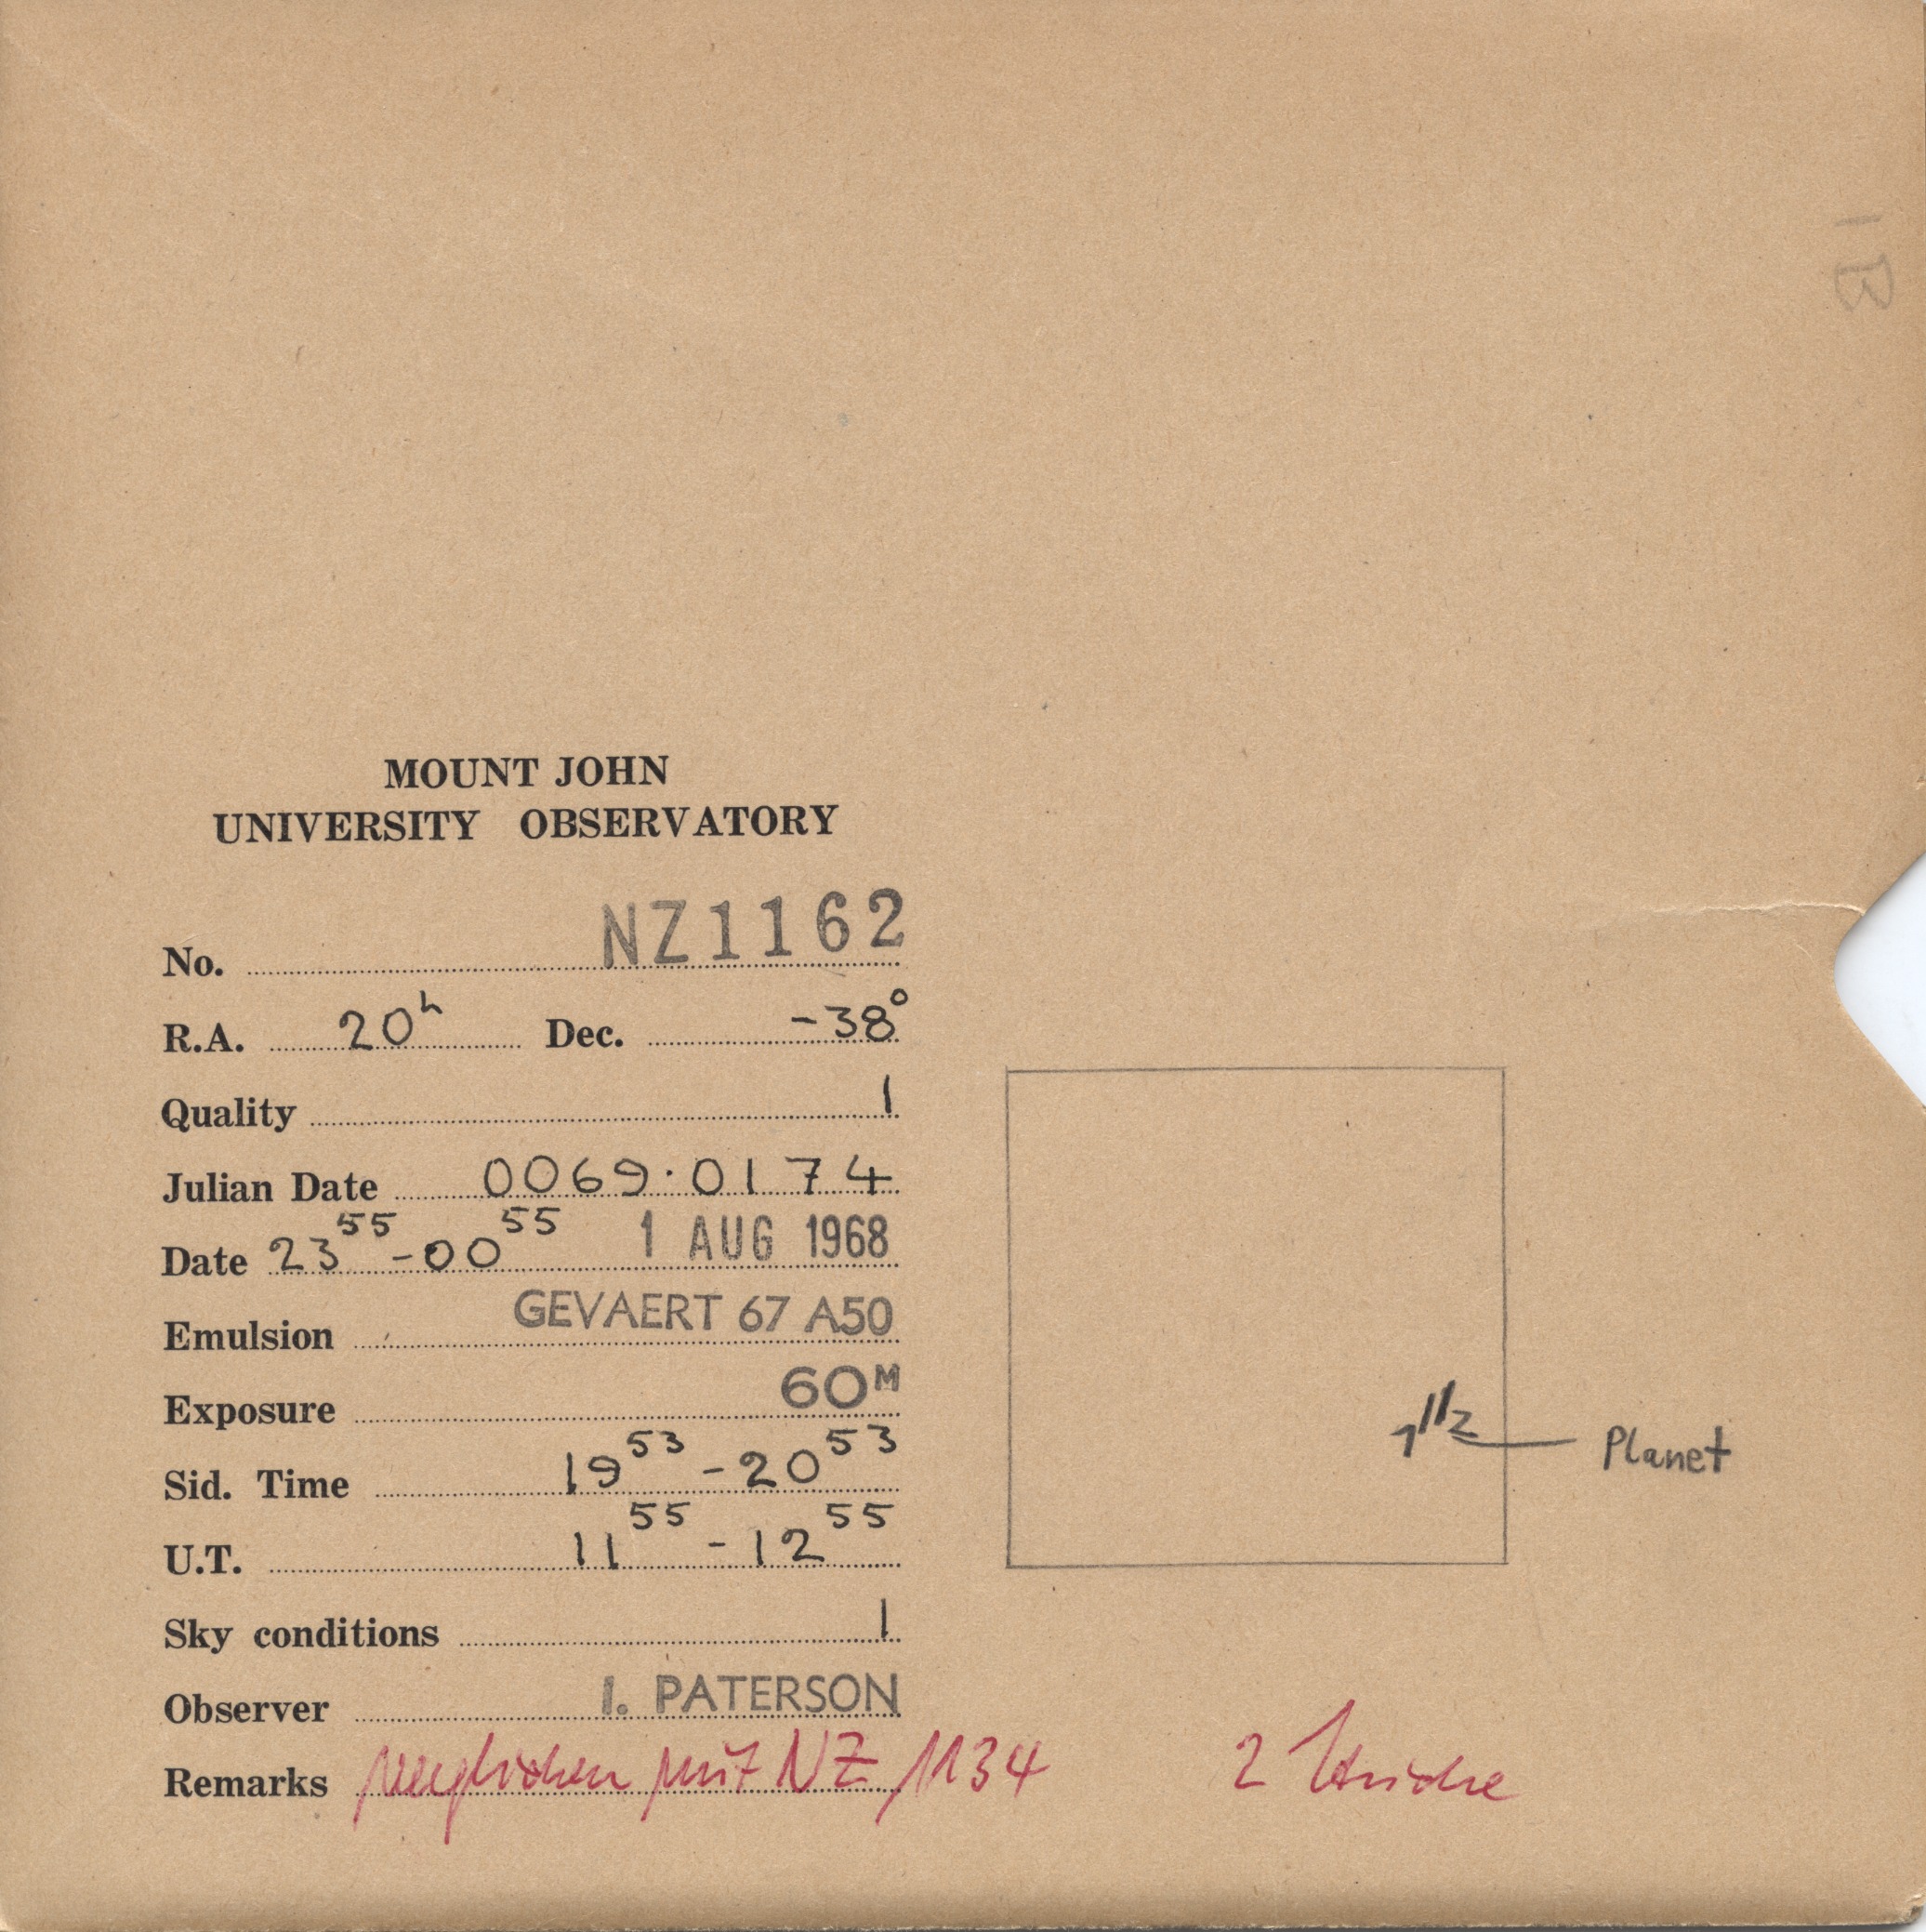 1B
MOUNT JOHN
UNIVERSITY OBSERVATORY
No. NZ1162
R.A. 20h Dec. -38°
Quality 1
Julian Date 0069.0174
Date 23 55 - 00 55 1 AUG 1968
Emulsion GEVAERT 67 A50
Exposure 60M
Sid. Time 19 53 - 20 53
U.T. 11 55 - 12 55
Sky conditions 1
Observer I. PATERSON
Remarks verglichen mit NZ 1134 2 Striche
1 2
Planet